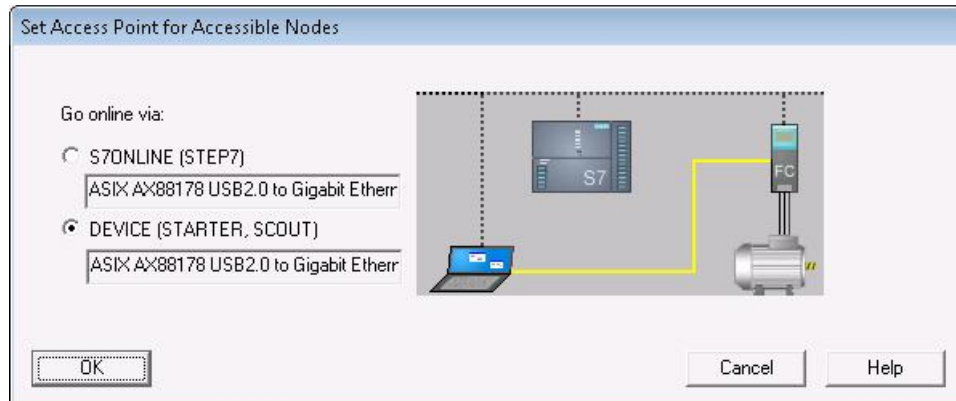 Set Access Point for Accessible Nodes
Go online via:
S7ONLINE (STEP7)
ASIX AX88178 USB2.0 to Gigabit Etherr
DEVICE (STARTER, SCOUT)
ASIX AX88178 USB2.0 to Gigabit Etherr
S7
FC
OK
Cancel
Help